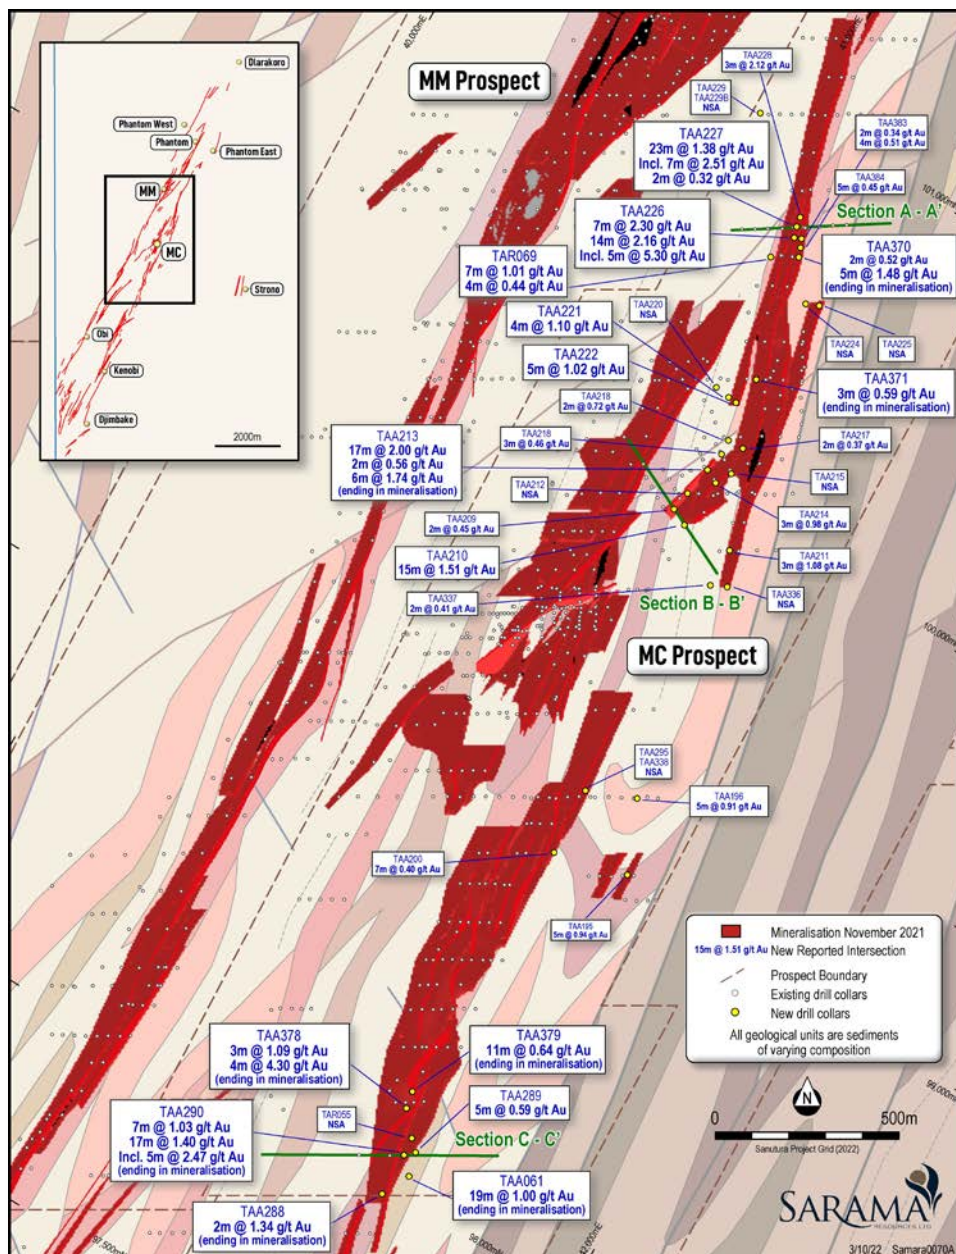 40,000mE
41,000mE
MM Prospect
TAA228
3m @ 2.12 g/t Au
TAA229
TAA229B
NSA
TAA383
2m @ 0.34 g/t Au
4m @ 0.51 g/t Au
TAA227
23m @ 1.38 g/t Au
Incl. 7m @ 2.51 g/t Au
2m @ 0.32 g/t Au
TAA384
5m @ 0.45 g/t Au
101,000mN
Section A - A'
TAA226
7m @ 2.30 g/t Au
14m @ 2.16 g/t Au
Incl. 5m @ 5.30 g/t Au
TAR069
7m @ 1.01 g/t Au
4m @ 0.44 g/t Au
TAA370
2m @ 0.52 g/t Au
5m @ 1.48 g/t Au
(ending in mineralisation)
Dlarakoro
Phantom West
Phantom
Phantom East
MM
MC
Strono
Obi
Kenobi
Djimbake
2000m
TAA220
NSA
TAA221
4m @ 1.10 g/t Au
TAA224
NSA
TAA225
NSA
TAA222
5m @ 1.02 g/t Au
TAA371
3m @ 0.59 g/t Au
(ending in mineralisation)
TAA218
2m @ 0.72 g/t Au
TAA218
3m @ 0.46 g/t Au
TAA217
2m @ 0.37 g/t Au
TAA213
17m @ 2.00 g/t Au
2m @ 0.56 g/t Au
6m @ 1.74 g/t Au
(ending in mineralisation)
TAA212
NSA
TAA215
NSA
TAA214
3m @ 0.98 g/t Au
TAA209
2m @ 0.45 g/t Au
TAA210
15m @ 1.51 g/t Au
TAA211
3m @ 1.08 g/t Au
TAA337
2m @ 0.41 g/t Au
Section B - B'
TAA336
NSA
100,000mN
MC Prospect
TAA295
TAA338
NSA
TAA196
5m @ 0.91 g/t Au
TAA200
7m @ 0.40 g/t Au
TAA195
5m @ 0.94 g/t Au
Mineralisation November 2021
15m @ 1.51 g/t Au New Reported Intersection
Prospect Boundary
Existing drill collars
New drill collars
All geological units are sediments
of varying composition
99,000mN
N
0 500m
Sanutura Project Grid (2022)
TAA378
3m @ 1.09 g/t Au
4m @ 4.30 g/t Au
(ending in mineralisation)
TAA379
11m @ 0.64 g/t Au
(ending in mineralisation)
TAA289
5m @ 0.59 g/t Au
TAR055
NSA
TAA290
7m @ 1.03 g/t Au
17m @ 1.40 g/t Au
Incl. 5m @ 2.47 g/t Au
(ending in mineralisation)
Section C - C'
TAA061
19m @ 1.00 g/t Au
(ending in mineralisation)
TAA288
2m @ 1.34 g/t Au
(ending in mineralisation)
SARAMA
RESOURCES LTD
3/10/22 Samara0070A